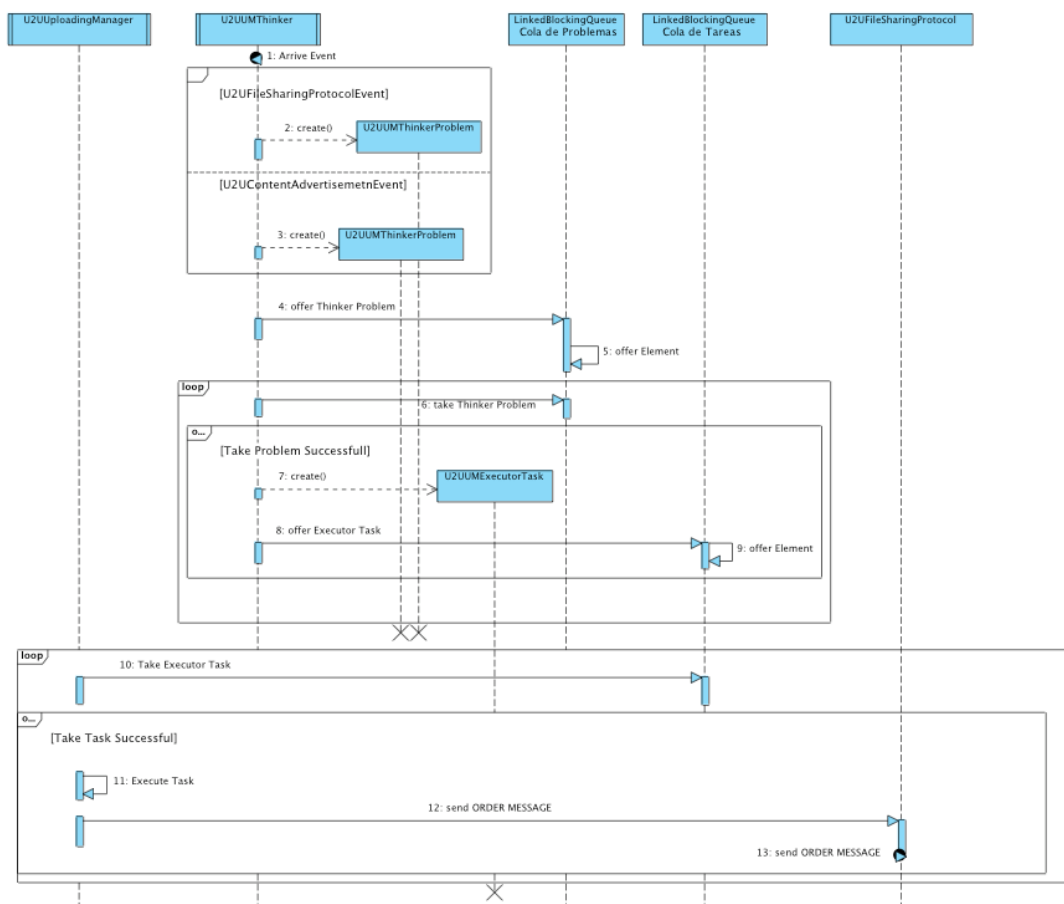 U2UUploadingManager
U2UUMThinker
LinkedBlockingQueue
Cola de Problemas
LinkedBlockingQueue
Cola de Tareas
U2UFileSharingProtocol
1: Arrive Event
[U2UFileSharingProtocolEvent]
2: create()
U2UUMThinkerProblem
[U2UContentAdvertisemetnEvent]
3: create()
U2UUMThinkerProblem
4: offer Thinker Problem
5: offer Element
loop
6: take Thinker Problem
o...
[Take Problem Successfull]
7: create()
U2UUMExecutorTask
8: offer Executor Task
9: offer Element
loop
10: Take Executor Task
o...
[Take Task Successful]
11: Execute Task
12: send ORDER MESSAGE
13: send ORDER MESSAGE